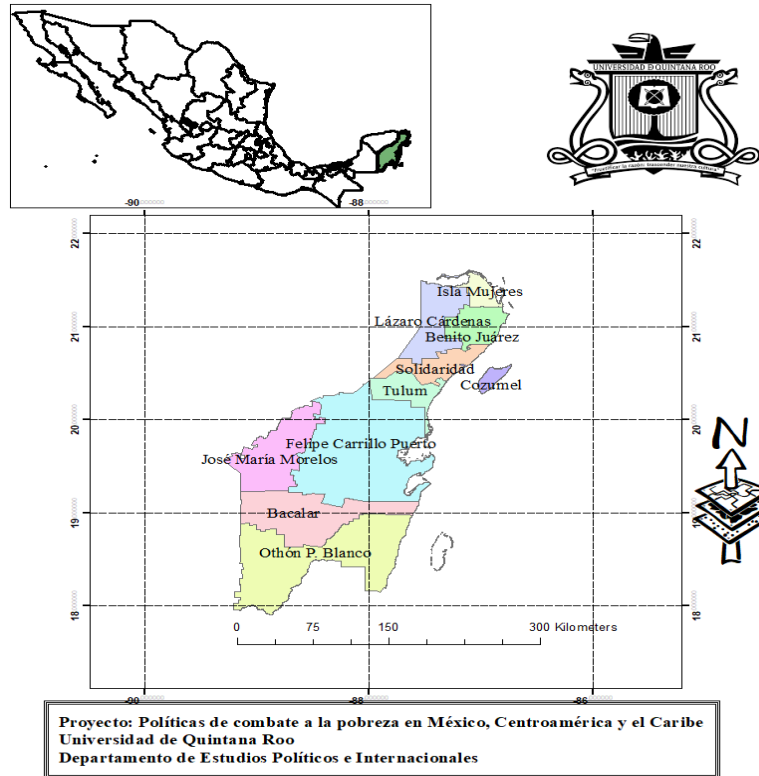 UNIVERSIDAD D QUINTANA ROO
-90
-88
22
22
Isla Mujeres
Lázaro Cárdenas
21
21
Benito Juárez
Solidaridad
Tulum
Cozumel
20
20
Felipe Carrillo Puerto
José María Morelos
N
19
19
Bacalar
Othón P. Blanco
18
18
0 75 150 300 Kilometers
-90
-88
-86
Proyecto: Políticas de combate a la pobreza en México, Centroamérica y el Caribe
Universidad de Quintana Roo
Departamento de Estudios Políticos e Internacionales